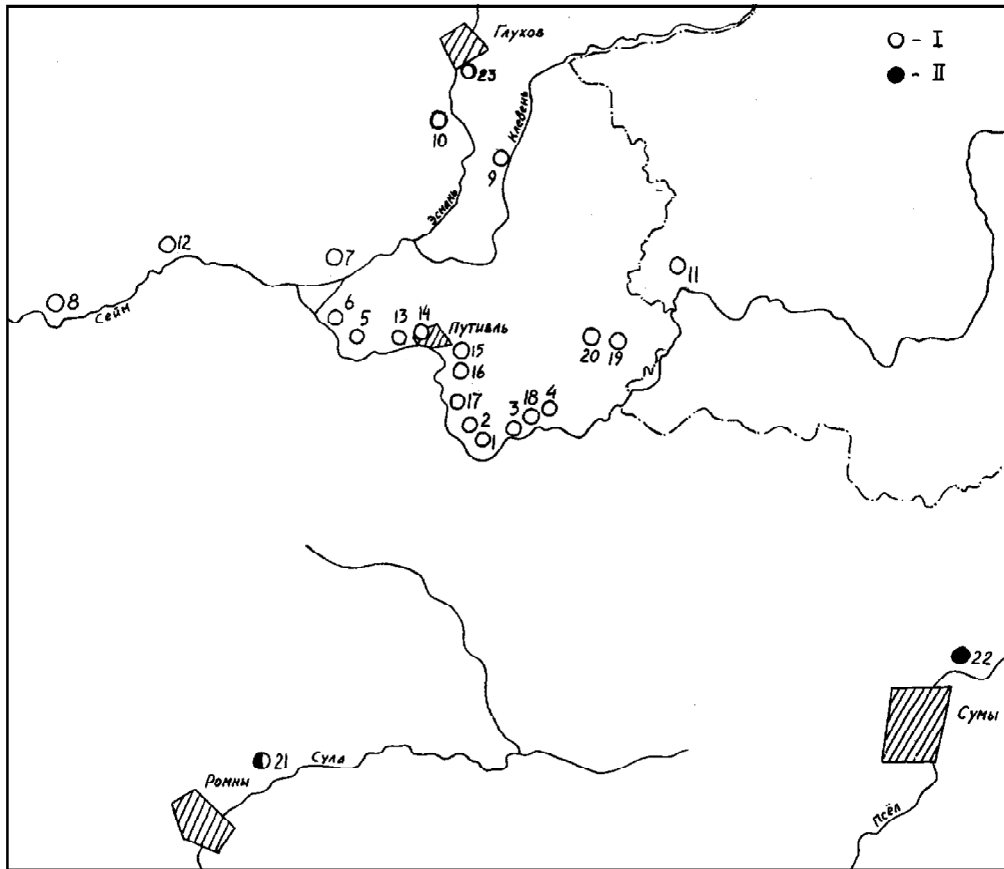 Глухов
○ - I
● - II
23
10
Клевень
9
Эсмань
12
7
11
8
Сейм
6
5
13
14
Путивль
15
16
20
19
17
2
1
3
18
4
22
Сумы
21
Сула
Ромны
Псёл